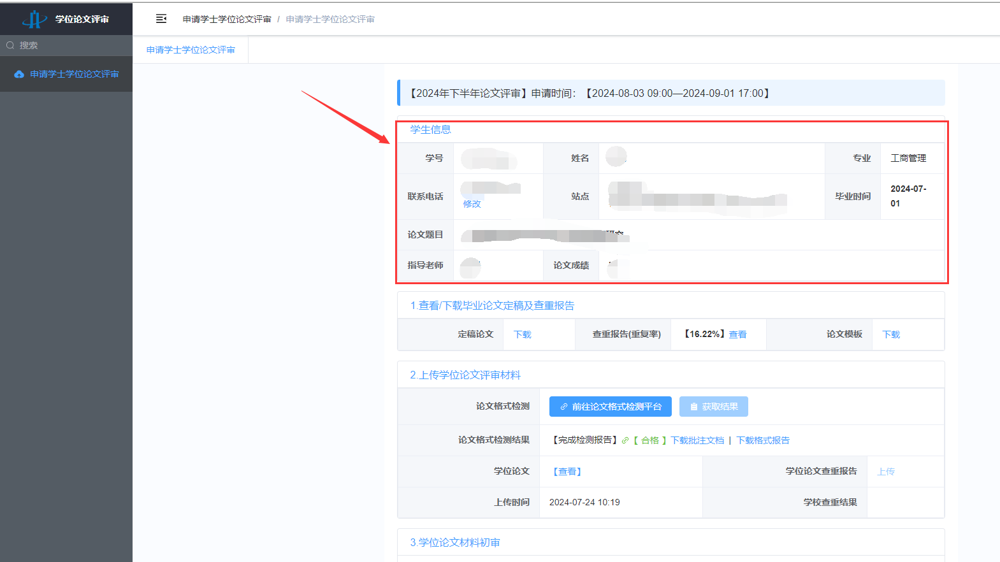 学位论文评审
申请学士学位论文评审 / 申请学士学位论文评审
搜索
申请学士学位论文评审
申请学士学位论文评审
【2024年下半年论文评审】申请时间：【2024-08-03 09:00—2024-09-01 17:00】
学生信息
学号 姓名 专业 工商管理
联系电话 修改 站点 毕业时间 2024-07-
01
论文题目 研究
指导老师 论文成绩
1.查看/下载毕业论文定稿及查重报告
定稿论文 下载 查重报告(重复率) 【16.22%】查看 论文模板 下载
2.上传学位论文评审材料
论文格式检测 前往论文格式检测平台 获取结果
论文格式检测结果 【完成检测报告】【 合格 】下载批注文档 | 下载格式报告
学位论文 【查看】 学位论文查重报告 上传
上传时间 2024-07-24 10:19 学校查重结果
3.学位论文材料初审